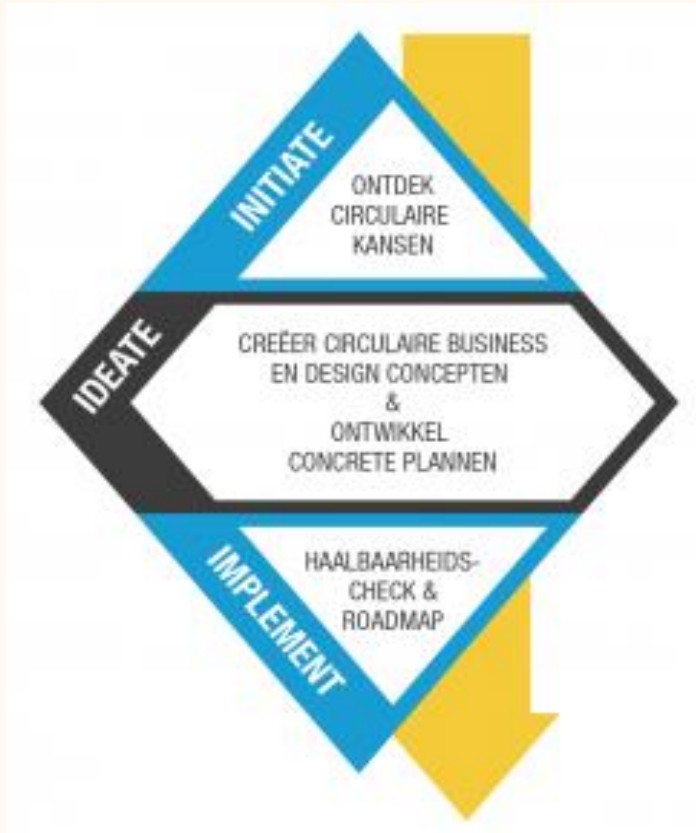 INITIATE
ONTDEK
CIRCULAIRE
KANSEN
IDEATE
CREËER CIRCULAIRE BUSINESS
EN DESIGN CONCEPTEN
&
ONTWIKKEL
CONCRETE PLANNEN
IMPLEMENT
HAALBAARHEIDS-
CHECK &
ROADMAP